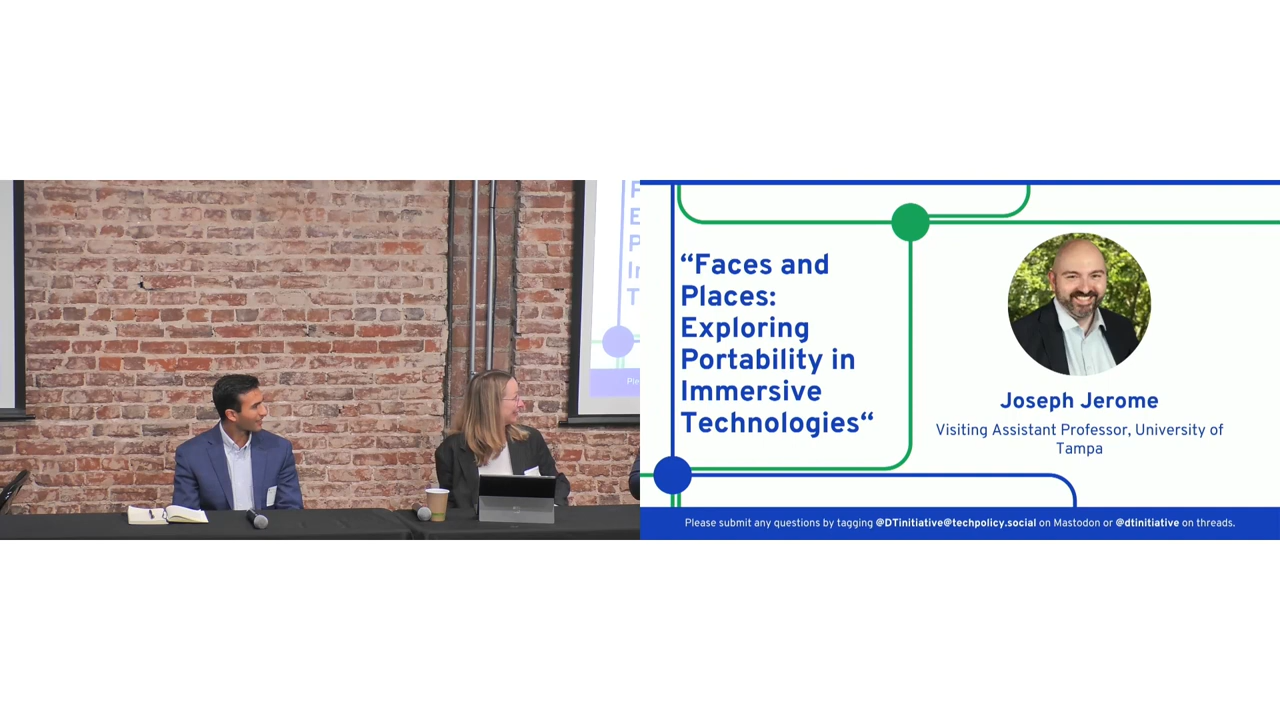 “Faces and
Places:
Exploring
Portability in
Immersive
Technologies“
Joseph Jerome
Visiting Assistant Professor, University of
Tampa
Please submit any questions by tagging @DTinitiative@techpolicy.social on Mastodon or @dtinitiative on threads.